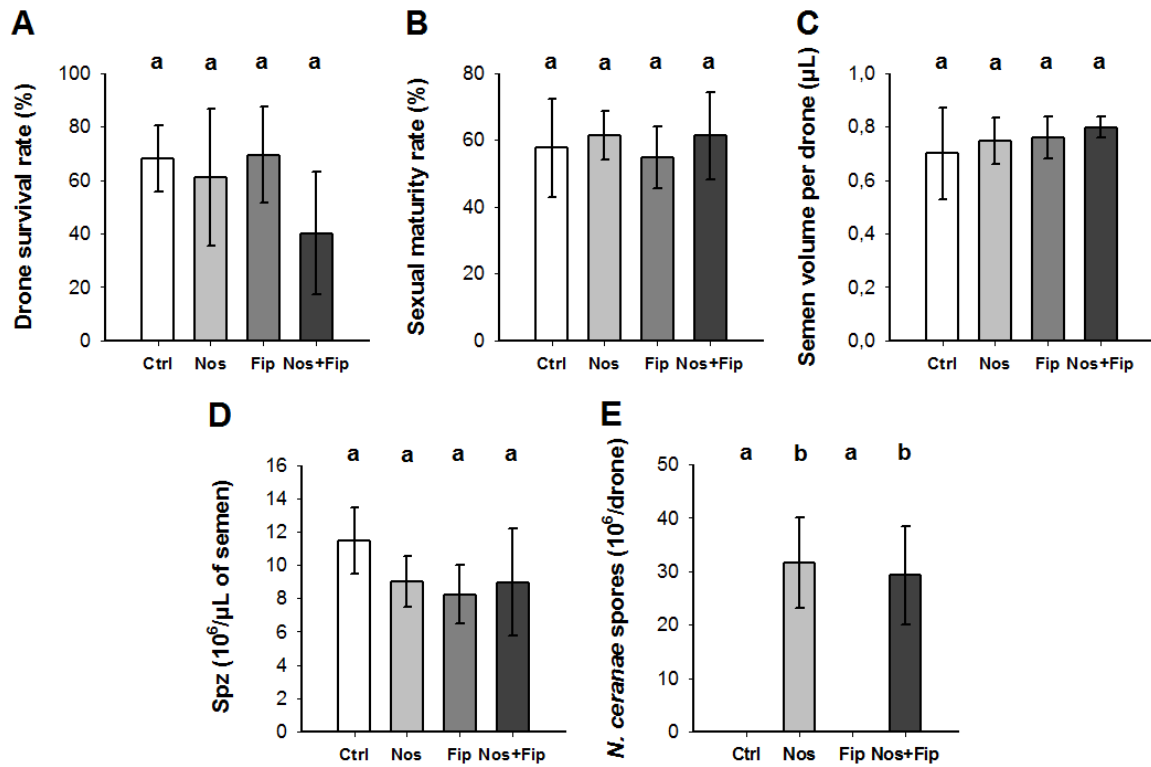 A
Drone survival rate (%)
a a a a
100
80
60
40
20
0
Ctrl Nos Fip Nos+Fip
B
Sexual maturity rate (%)
a a a a
80
60
40
20
0
Ctrl Nos Fip Nos+Fip
C
Semen volume per drone (µL)
a a a a
1,0
0,8
0,6
0,4
0,2
0,0
Ctrl Nos Fip Nos+Fip
D
Spz (10⁶/µL of semen)
a a a a
16
14
12
10
8
6
4
2
0
Ctrl Nos Fip Nos+Fip
E
N. ceranae spores (10⁶/drone)
a b a b
50
40
30
20
10
0
Ctrl Nos Fip Nos+Fip